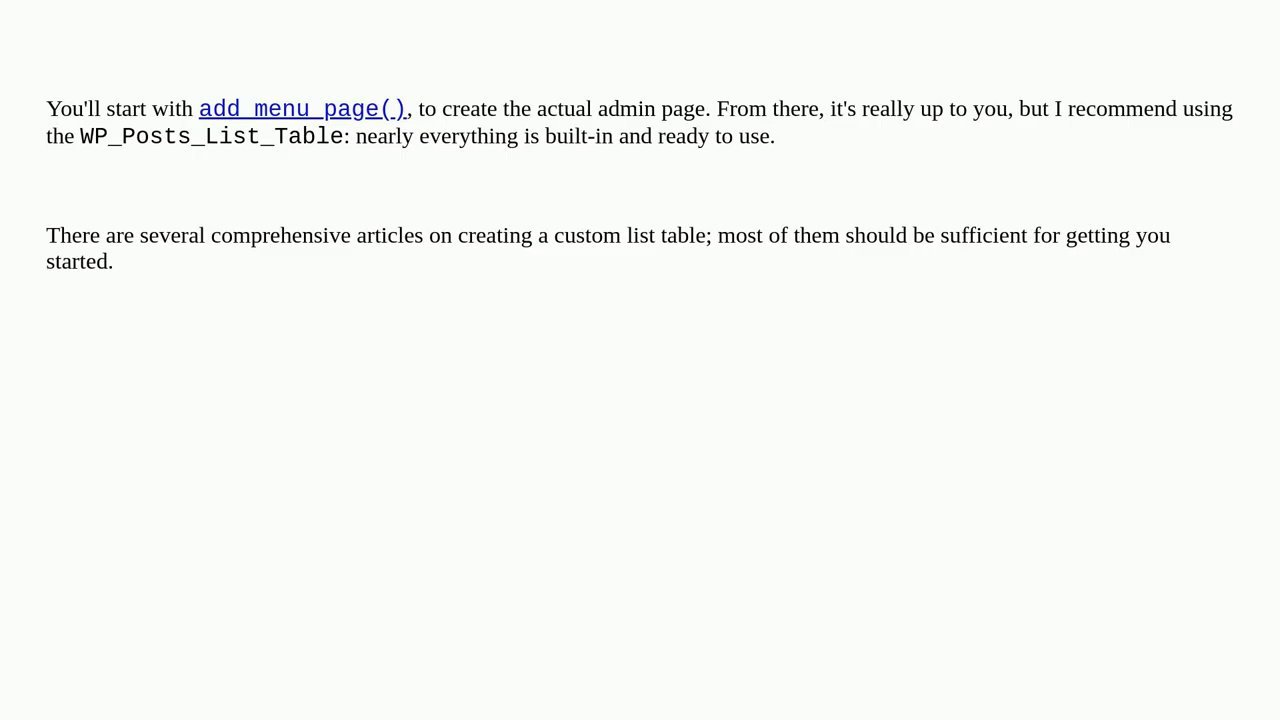 You'll start with add_menu_page(), to create the actual admin page. From there, it's really up to you, but I recommend using
the WP_Posts_List_Table: nearly everything is built-in and ready to use.
There are several comprehensive articles on creating a custom list table; most of them should be sufficient for getting you
started.